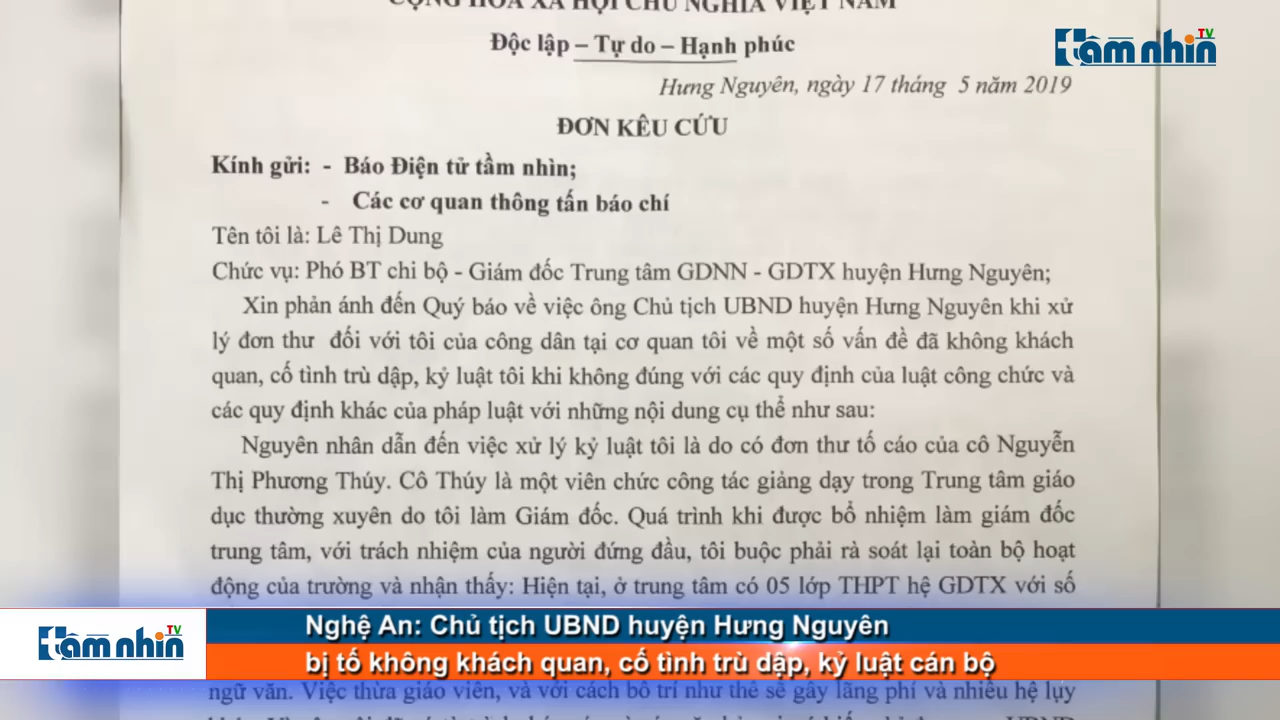 CỘNG HÒA XÃ HỘI CHỦ NGHĨA VIỆT NAM
Độc lập – Tự do – Hạnh phúc
tầm nhìn TV
Hưng Nguyên, ngày 17 tháng 5 năm 2019
ĐƠN KÊU CỨU
Kính gửi: - Báo Điện tử tầm nhìn;
- Các cơ quan thông tấn báo chí
Tên tôi là: Lê Thị Dung
Chức vụ: Phó BT chi bộ - Giám đốc Trung tâm GDNN - GDTX huyện Hưng Nguyên;
Xin phản ánh đến Quý báo về việc ông Chủ tịch UBND huyện Hưng Nguyên khi xử
lý đơn thư đối với tôi của công dân tại cơ quan tôi về một số vấn đề đã không khách
quan, cố tình trù dập, kỷ luật tôi khi không đúng với các quy định của luật công chức và
các quy định khác của pháp luật với những nội dung cụ thể như sau:
Nguyên nhân dẫn đến việc xử lý kỷ luật tôi là do có đơn thư tố cáo của cô Nguyễn
Thị Phương Thúy. Cô Thúy là một viên chức công tác giảng dạy trong Trung tâm giáo
dục thường xuyên do tôi làm Giám đốc. Quá trình khi được bổ nhiệm làm giám đốc
trung tâm, với trách nhiệm của người đứng đầu, tôi buộc phải rà soát lại toàn bộ hoạt
động của trường và nhận thấy: Hiện tại, ở trung tâm có 05 lớp THPT hệ GDTX với số
tầm nhìn TV
Nghệ An: Chủ tịch UBND huyện Hưng Nguyên
bị tố không khách quan, cố tình trù dập, kỷ luật cán bộ
ngữ văn. Việc thừa giáo viên, và với cách bố trí như thế sẽ gây lãng phí và nhiều hệ lụy